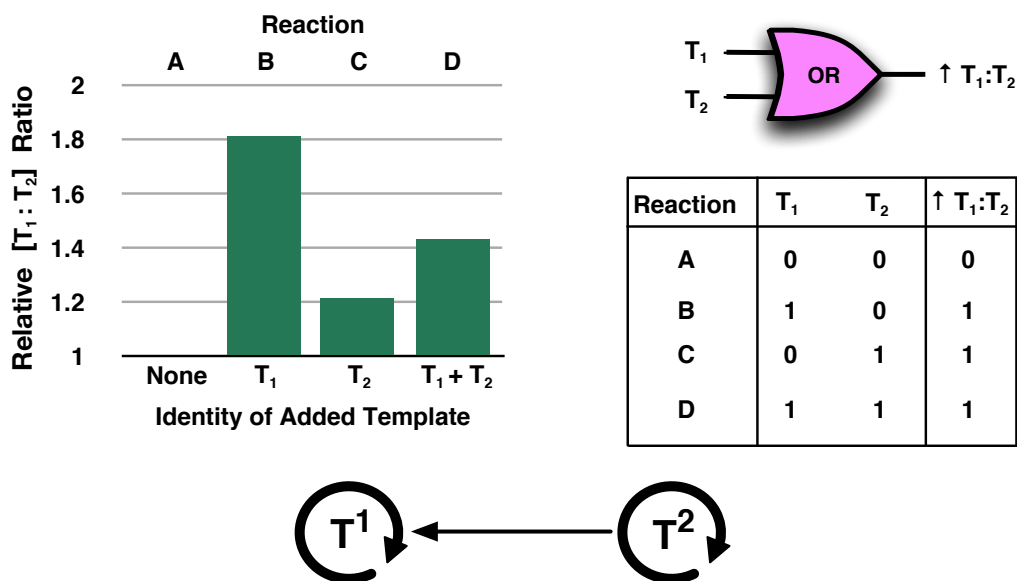 Reaction
A B C D
Relative [T₁ : T₂] Ratio
2
1.8
1.6
1.4
1.2
1
None T₁ T₂ T₁ + T₂
Identity of Added Template
T₁
T₂
OR
↑ T₁:T₂
Reaction T₁ T₂ ↑ T₁:T₂
A 0 0 0
B 1 0 1
C 0 1 1
D 1 1 1
T¹
T²